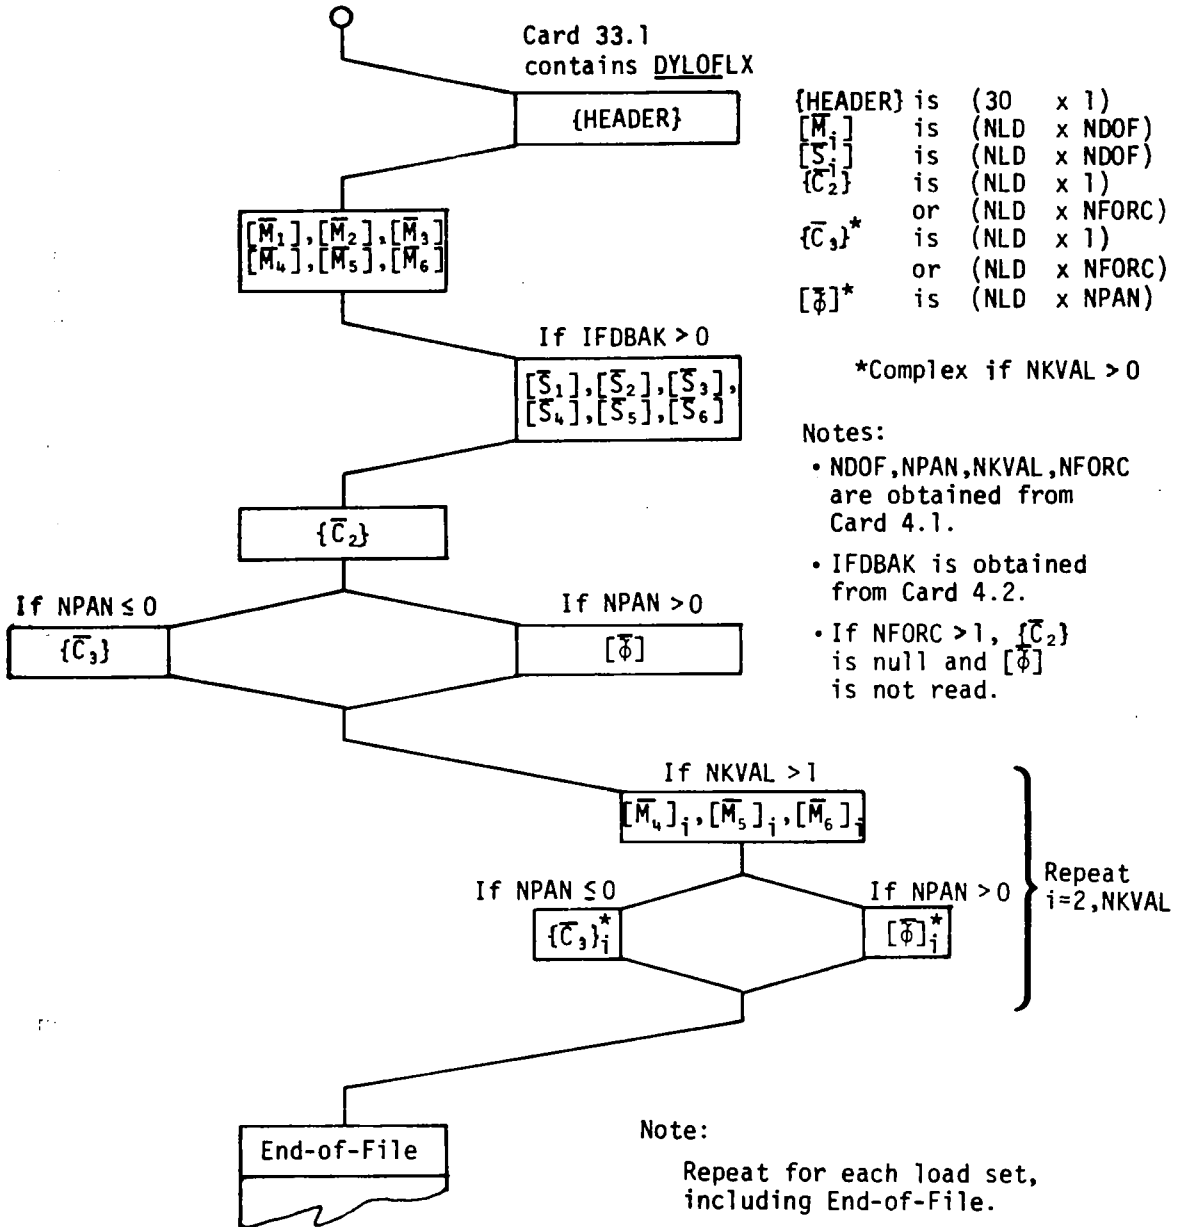 Card 33.1
contains DYLOFLX
{HEADER}
{HEADER} is (30 x 1)
[M̅i] is (NLD x NDOF)
[S̅i] is (NLD x NDOF)
{C̅₂} is (NLD x 1)
or (NLD x NFORC)
{C̅₃}* is (NLD x 1)
or (NLD x NFORC)
[Φ̅]* is (NLD x NPAN)
*Complex if NKVAL > 0
[M̅₁],[M̅₂],[M̅₃]
[M̅₄],[M̅₅],[M̅₆]
If IFDBAK > 0
[S̅₁],[S̅₂],[S̅₃],
[S̅₄],[S̅₅],[S̅₆]
Notes:
• NDOF,NPAN,NKVAL,NFORC
are obtained from
Card 4.1.
• IFDBAK is obtained
from Card 4.2.
• If NFORC >1, {C̅₂}
is null and [Φ̅]
is not read.
{C̅₂}
If NPAN ≤ 0
{C̅₃}
If NPAN > 0
[Φ̅]
If NKVAL > 1
[M̅₄]i,[M̅₅]i,[M̅₆]i
If NPAN ≤ 0
{C̅₃}*i
If NPAN > 0
[Φ̅]*i
Repeat
i=2,NKVAL
End-of-File
Note:
Repeat for each load set,
including End-of-File.